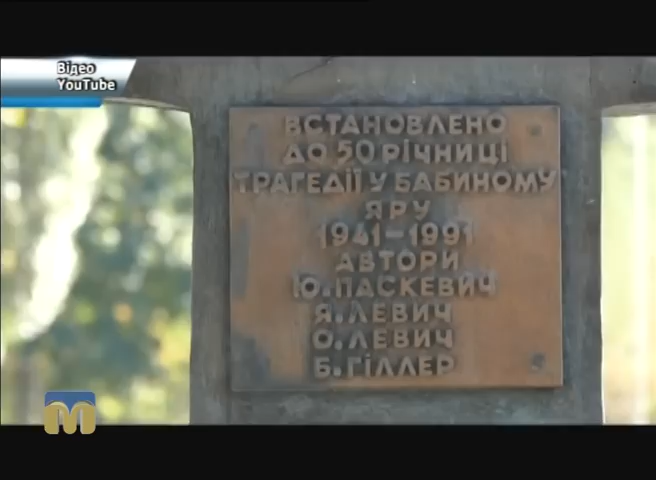 Відео
YouTube
ВСТАНОВЛЕНО
ДО 50 РІЧНИЦІ
ТРАГЕДІЇ У БАБИНОМУ
ЯРУ
1941-1991
АВТОРИ
Ю.ПАСКЕВИЧ
Я.ЛЕВИЧ
О.ЛЕВИЧ
Б.ГІЛЛЕР